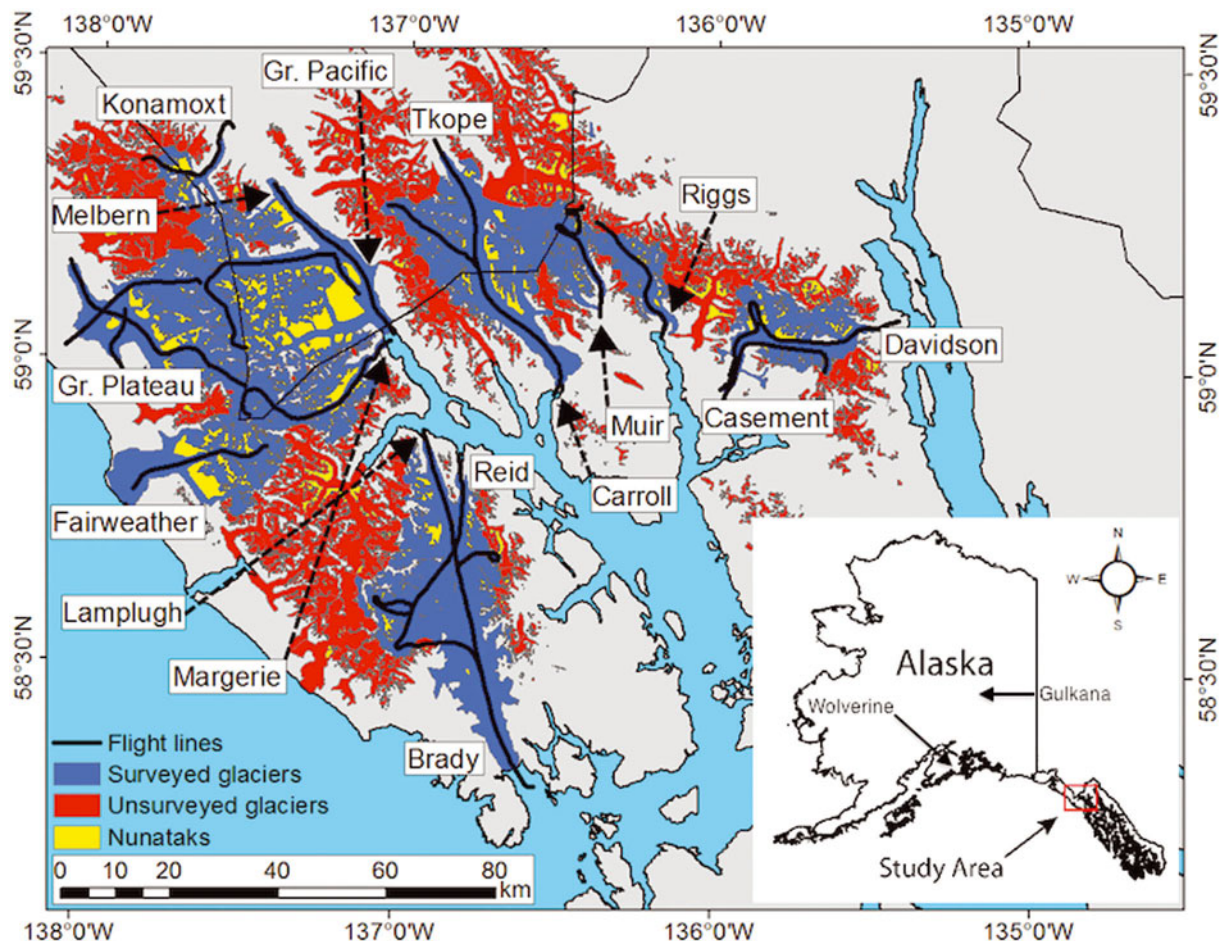 138°0'W 137°0'W 136°0'W 135°0'W
59°30'N
59°30'N
Gr. Pacific
Konamoxt
Tkope
Melbern
Riggs
59°0'N
59°0'N
Gr. Plateau
Davidson
Muir
Casement
Reid
Carroll
Fairweather
Lamplugh
Margerie
58°30'N
58°30'N
Brady
Flight lines
Surveyed glaciers
Unsurveyed glaciers
Nunataks
0 10 20 40 60 80
km
N
W E
S
Alaska
Gulkana
Wolverine
Study Area
138°0'W 137°0'W 136°0'W 135°0'W